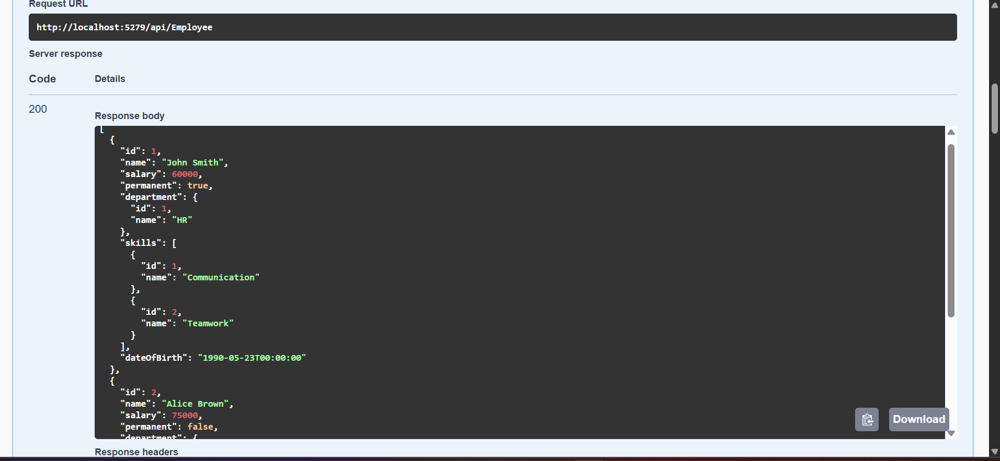 Request URL
http://localhost:5279/api/Employee
Server response
Code Details
200
Response body
[
  {
    "id": 1,
    "name": "John Smith",
    "salary": 60000,
    "permanent": true,
    "department": {
      "id": 1,
      "name": "HR"
    },
    "skills": [
      {
        "id": 1,
        "name": "Communication"
      },
      {
        "id": 2,
        "name": "Teamwork"
      }
    ],
    "dateOfBirth": "1990-05-23T00:00:00"
  },
  {
    "id": 2,
    "name": "Alice Brown",
    "salary": 75000,
    "permanent": false,
    "department": {
Download
Response headers